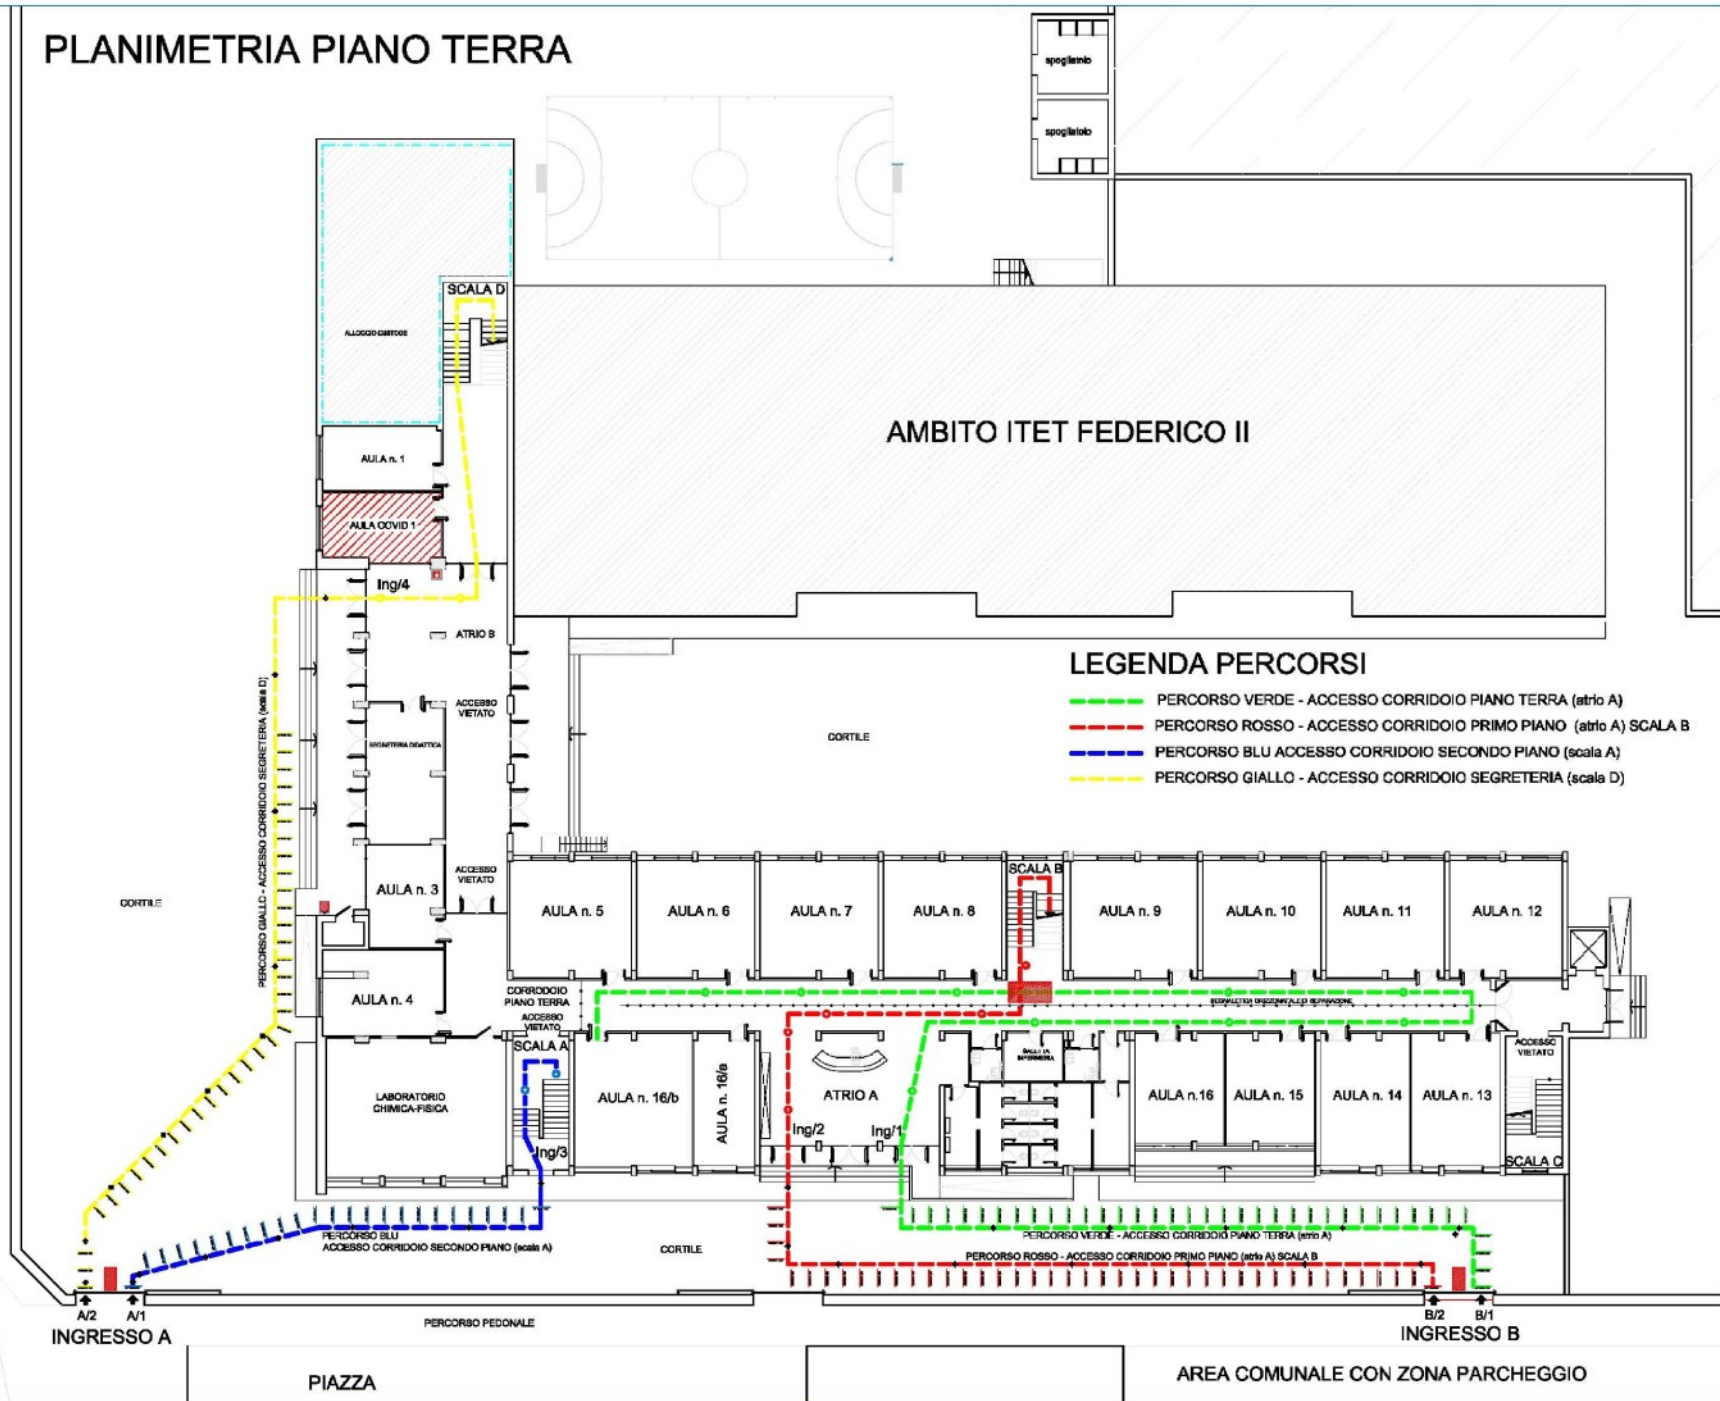 PLANIMETRIA PIANO TERRA
spogliatoio
spogliatoio
SCALA D
ALLOGGIO CUSTODE
AULA n. 1
AULA COVID 1
AMBITO ITET FEDERICO II
Ing/4
ATRIO B
ACCESSO
VIETATO
SEGRETERIA DIDATTICA
PERCORSO GIALLO - ACCESSO CORRIDOIO SEGRETERIA (scala D)
CORTILE
LEGENDA PERCORSI
PERCORSO VERDE - ACCESSO CORRIDOIO PIANO TERRA (atrio A)
PERCORSO ROSSO - ACCESSO CORRIDOIO PRIMO PIANO (atrio A) SCALA B
PERCORSO BLU ACCESSO CORRIDOIO SECONDO PIANO (scala A)
PERCORSO GIALLO - ACCESSO CORRIDOIO SEGRETERIA (scala D)
CORTILE
AULA n. 3
ACCESSO
VIETATO
AULA n. 5
AULA n. 6
AULA n. 7
AULA n. 8
SCALA B
AULA n. 9
AULA n. 10
AULA n. 11
AULA n. 12
AULA n. 4
CORRODOIO
PIANO TERRA
ACCESSO
VIETATO
SCALA A
LABORATORIO
CHIMICA-FISICA
Ing/3
AULA n. 16/b
AULA n. 16/a
ATRIO A
Ing/2
Ing/1
AULA n.16
AULA n. 15
AULA n. 14
AULA n. 13
ACCESSO
VIETATO
SCALA C
PERCORSO BLU
ACCESSO CORRIDOIO SECONDO PIANO (scala A)
CORTILE
PERCORSO VERDE - ACCESSO CORRIDOIO PIANO TERRA (atrio A)
PERCORSO ROSSO - ACCESSO CORRIDOIO PRIMO PIANO (atrio A) SCALA B
A/2
A/1
INGRESSO A
PERCORSO PEDONALE
B/2
B/1
INGRESSO B
PIAZZA
AREA COMUNALE CON ZONA PARCHEGGIO